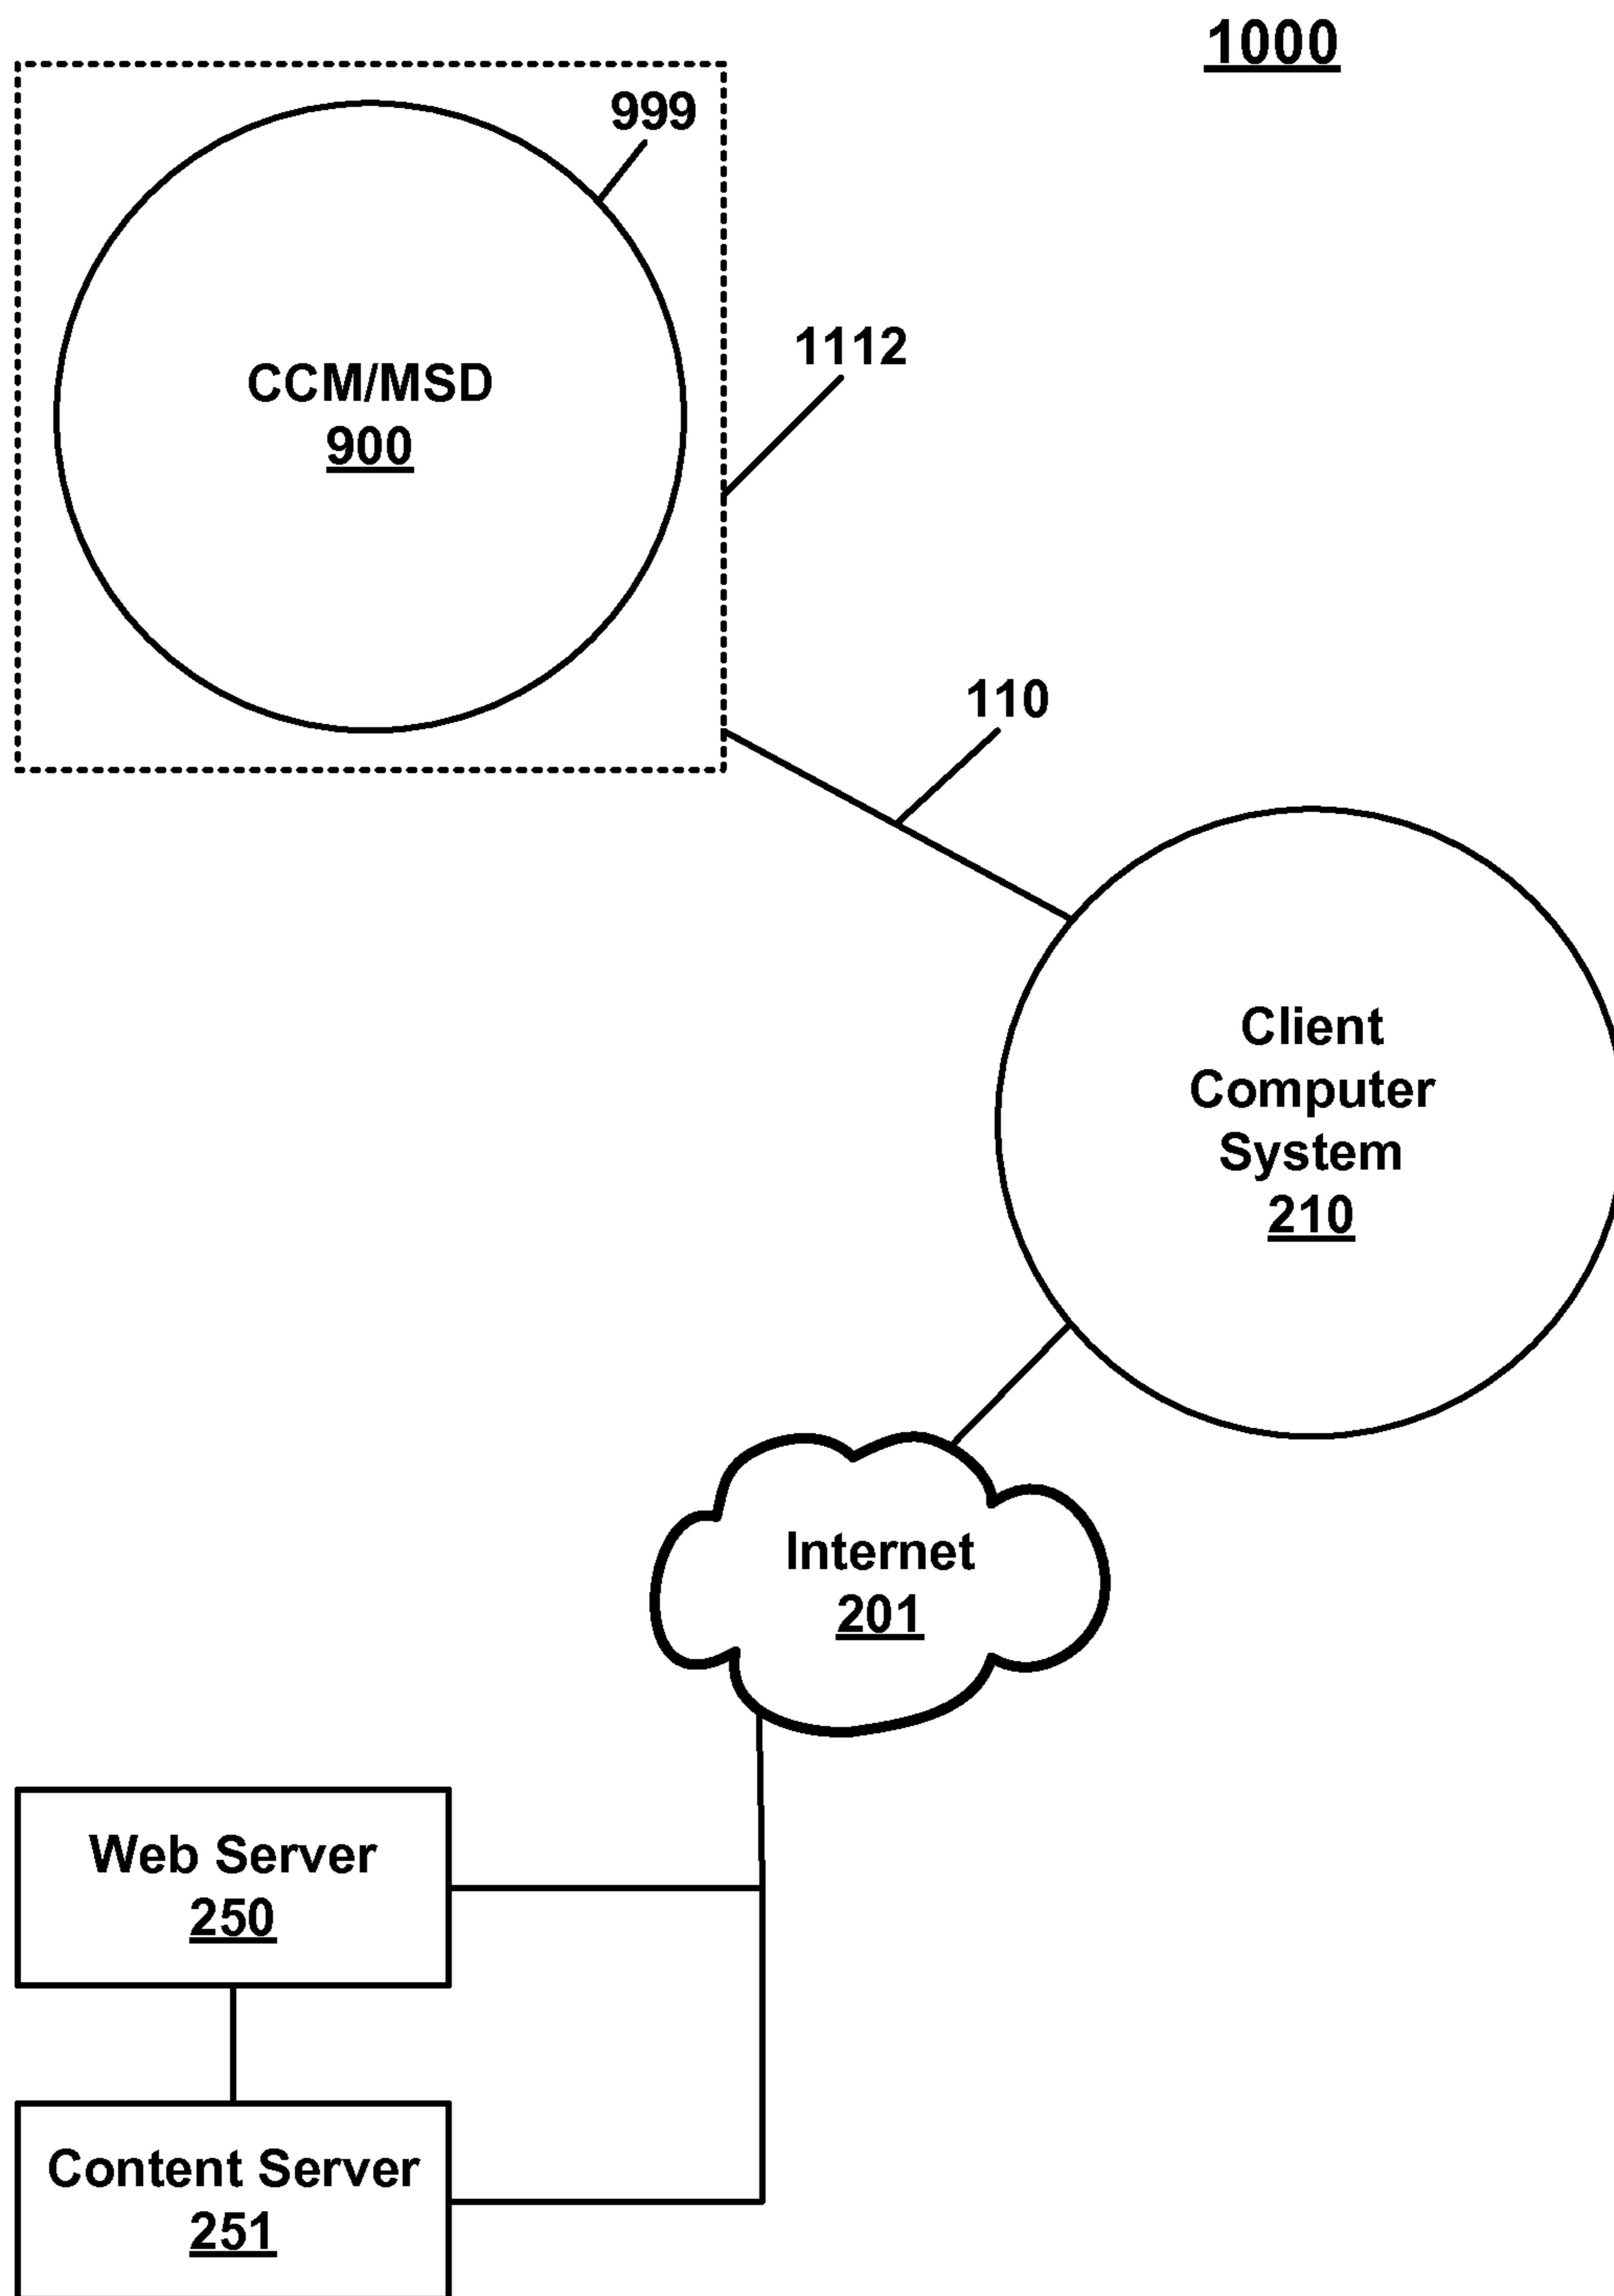 1000
999
CCM/MSD
900
1112
110
Client
Computer
System
210
Internet
201
Web Server
250
Content Server
251